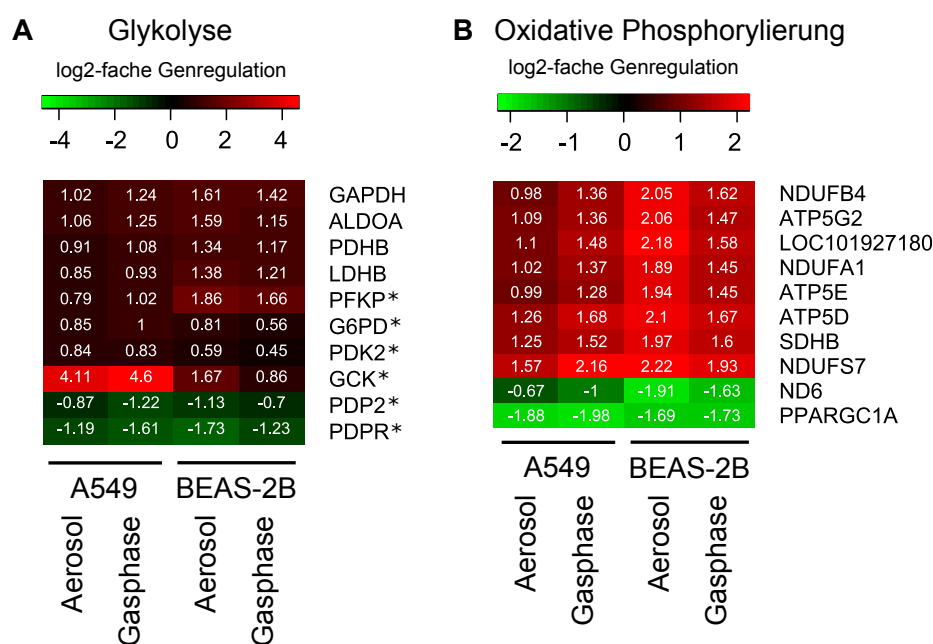 A Glykolyse
log2-fache Genregulation
-4 -2 0 2 4
1.02 1.24 1.61 1.42 GAPDH
1.06 1.25 1.59 1.15 ALDOA
0.91 1.08 1.34 1.17 PDHB
0.85 0.93 1.38 1.21 LDHB
0.79 1.02 1.86 1.66 PFKP*
0.85 1 0.81 0.56 G6PD*
0.84 0.83 0.59 0.45 PDK2*
4.11 4.6 1.67 0.86 GCK*
-0.87 -1.22 -1.13 -0.7 PDP2*
-1.19 -1.61 -1.73 -1.23 PDPR*
A549 BEAS-2B
Aerosol Gasphase Aerosol Gasphase
B Oxidative Phosphorylierung
log2-fache Genregulation
-2 -1 0 1 2
0.98 1.36 2.05 1.62 NDUFB4
1.09 1.36 2.06 1.47 ATP5G2
1.1 1.48 2.18 1.58 LOC101927180
1.02 1.37 1.89 1.45 NDUFA1
0.99 1.28 1.94 1.45 ATP5E
1.26 1.68 2.1 1.67 ATP5D
1.25 1.52 1.97 1.6 SDHB
1.57 2.16 2.22 1.93 NDUFS7
-0.67 -1 -1.91 -1.63 ND6
-1.88 -1.98 -1.69 -1.73 PPARGC1A
A549 BEAS-2B
Aerosol Gasphase Aerosol Gasphase